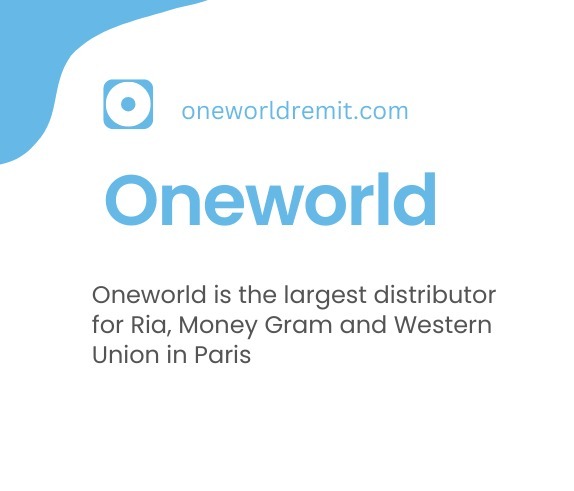 oneworldremit.com
Oneworld
Oneworld is the largest distributor
for Ria, Money Gram and Western
Union in Paris